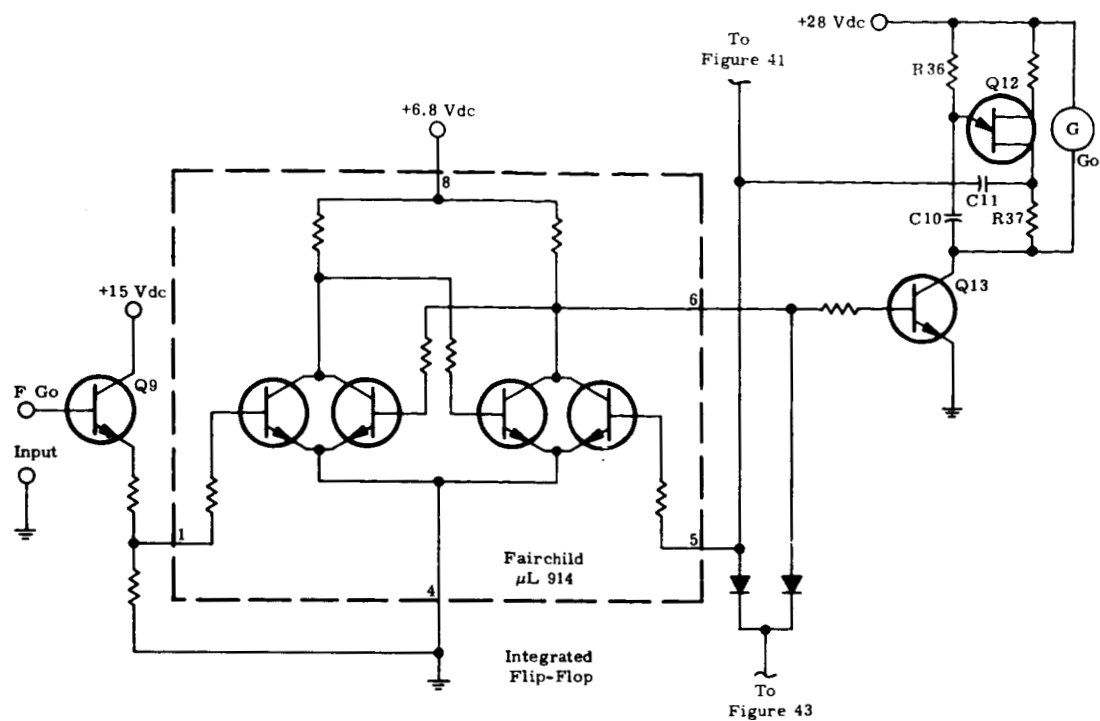 +28 Vdc
To
Figure 41
R36
Q12
G
Go
+6.8 Vdc
8
C11
C10
R37
+15 Vdc
6
Q13
F Go
Q9
Input
1
5
Fairchild
μL 914
4
Integrated
Flip-Flop
To
Figure 43